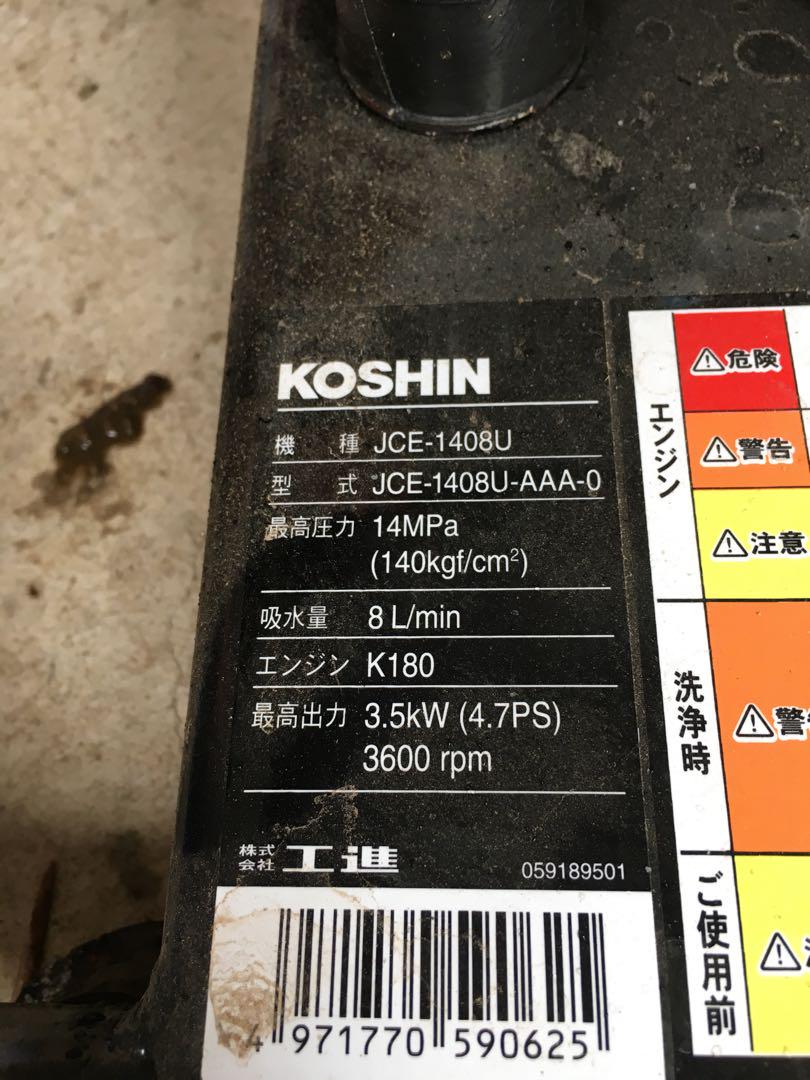 KOSHIN
機 種 JCE-1408U
型 式 JCE-1408U-AAA-0
最高圧力 14MPa
(140kgf/cm²)
吸水量 8 L/min
エンジン K180
最高出力 3.5kW (4.7PS)
3600 rpm
株式会社 工進
059189501
4 971770 590625
エンジン
⚠危険
⚠警告
⚠注意
洗浄時
⚠警
ご使用前
⚠